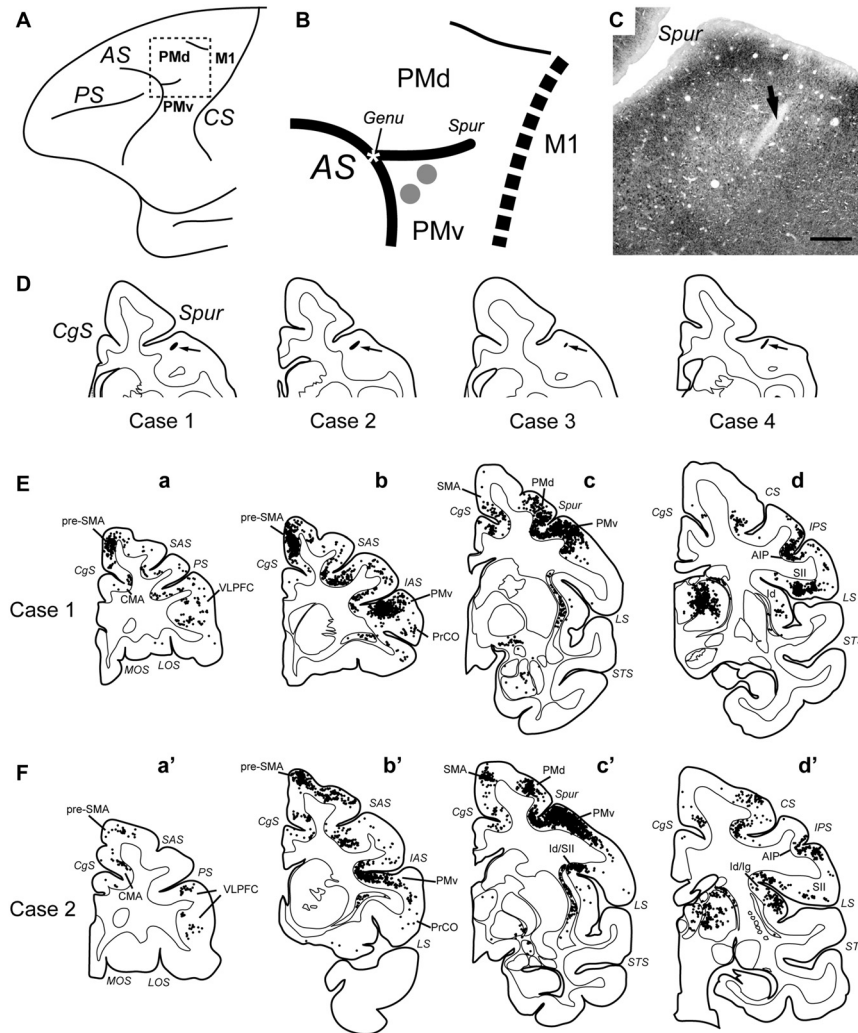 A
AS
PMd
M1
PS
PMv
CS
B
PMd
Genu
Spur
AS
M1
PMv
C
Spur
D
CgS
Spur
Case 1
Case 2
Case 3
Case 4
E
a
b
c
d
Case 1
pre-SMA
SAS
PS
CgS
CMA
VLPFC
MOS
LOS
pre-SMA
SAS
CgS
IAS
PMv
PrCO
SMA
PMd
Spur
CgS
PMv
LS
STS
CS
CgS
IPS
AIP
SII
Id
LS
STS
F
a'
b'
c'
d'
Case 2
pre-SMA
SAS
CgS
PS
CMA
VLPFC
MOS
LOS
pre-SMA
SAS
CgS
IAS
PMv
PrCO
LS
SMA
PMd
Spur
CgS
PMv
Id/SII
LS
STS
CgS
CS
IPS
AIP
Id/Ig
SII
LS
STS